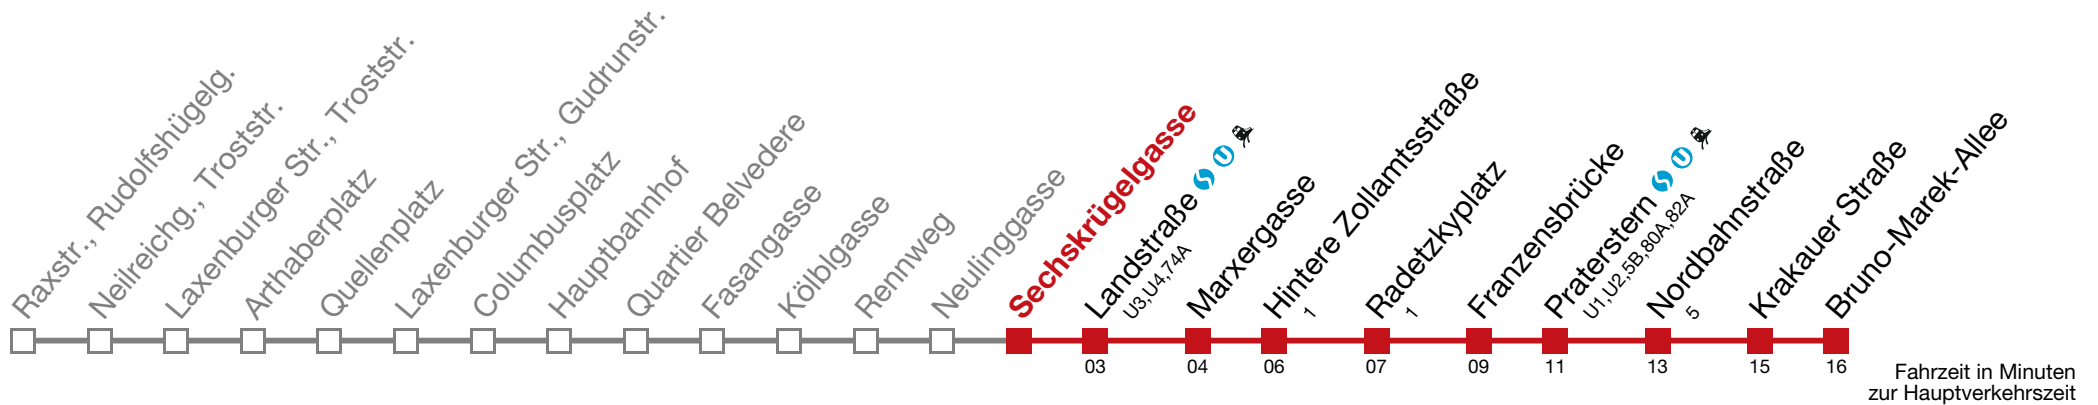 Raxstr., Rudolfshügelg.
Neilreichg., Troststr.
Laxenburger Str., Troststr.
Arthaberplatz
Quellenplatz
Laxenburger Str., Gudrunstr.
Columbusplatz
Hauptbahnhof
Quartier Belvedere
Fasangasse
Kölblgasse
Rennweg
Neulinggasse
Sechskrügelgasse
Landstraße
U3,U4,74A
03
Marxergasse
04
Hintere Zollamtsstraße
1
06
Radetzkyplatz
1
07
Franzensbrücke
09
Praterstern
U1,U2,5B,80A,82A
11
Nordbahnstraße
5
13
Krakauer Straße
15
Bruno-Marek-Allee
16
Fahrzeit in Minuten
zur Hauptverkehrszeit